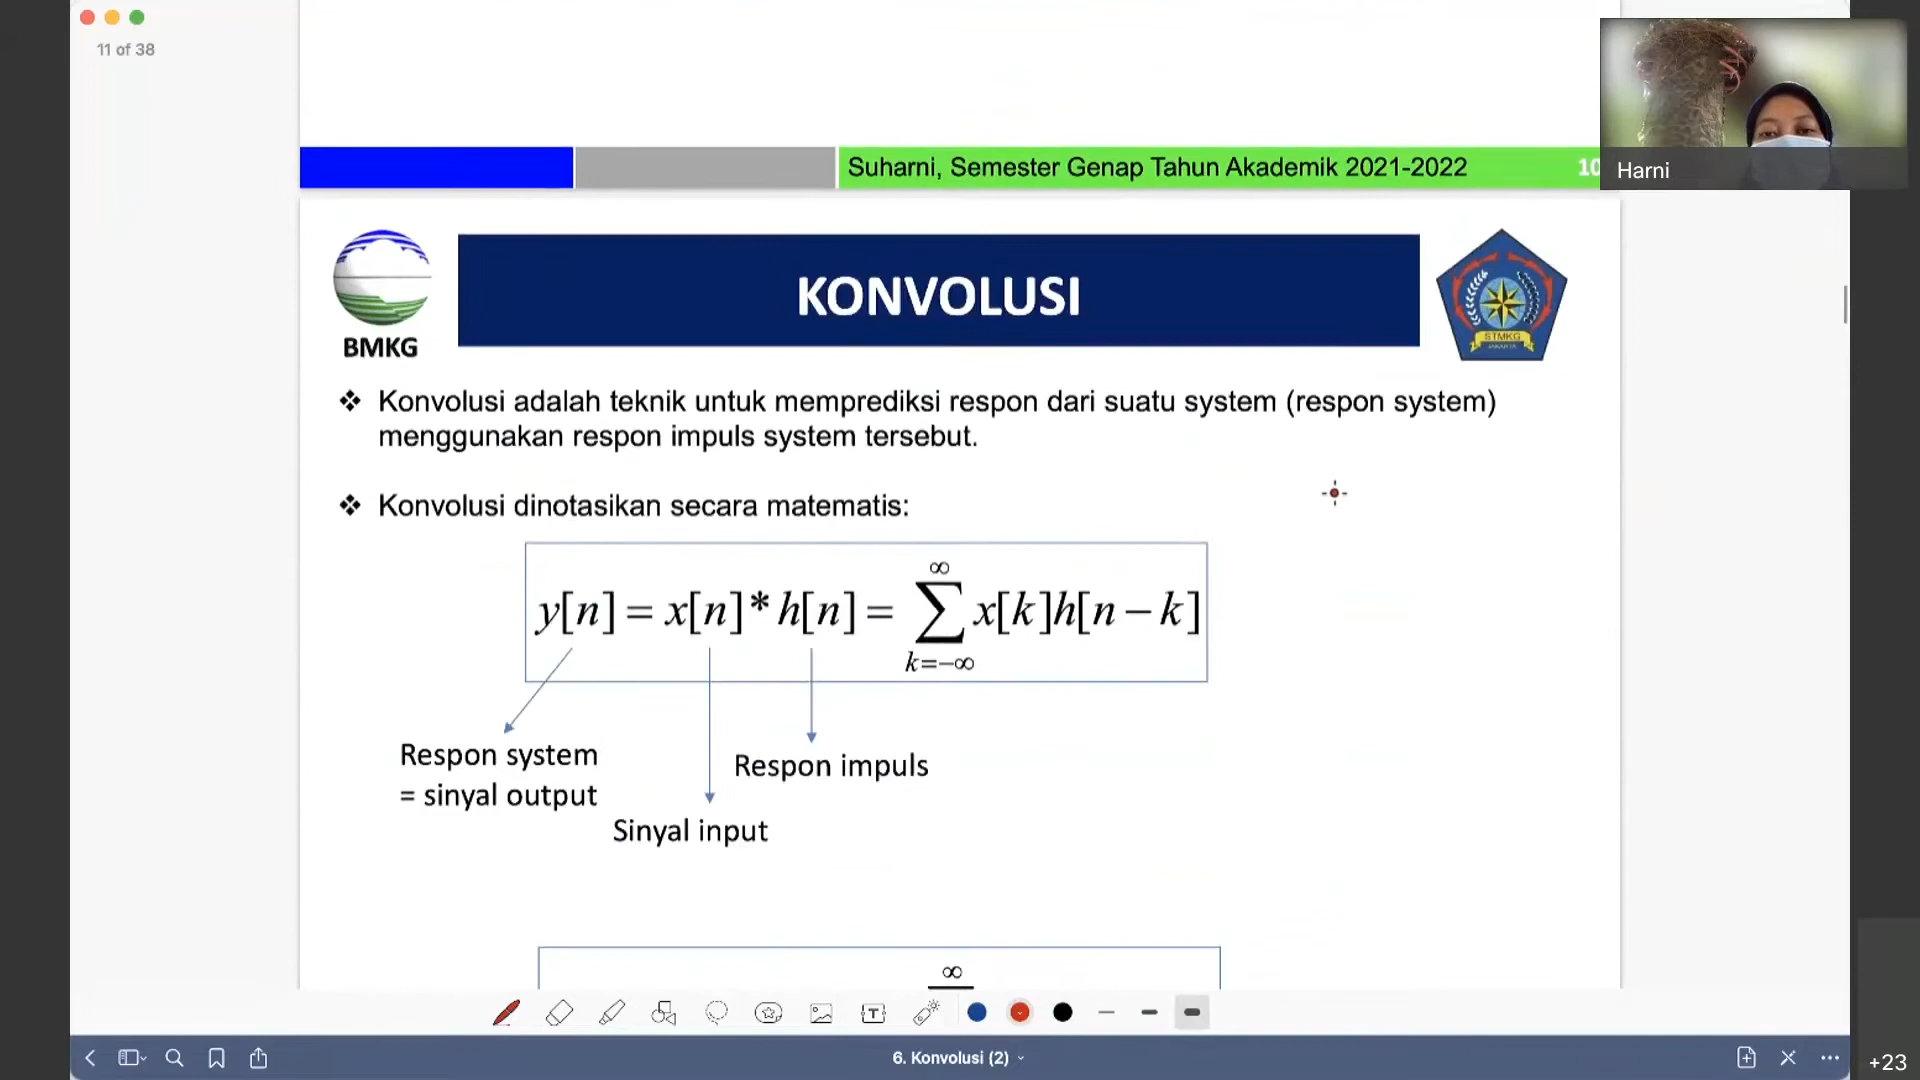 11 of 38
Suharni, Semester Genap Tahun Akademik 2021-2022
10
Harni
BMKG
KONVOLUSI
STMKG
JAKARTA
❖ Konvolusi adalah teknik untuk memprediksi respon dari suatu system (respon system)
menggunakan respon impuls system tersebut.
❖ Konvolusi dinotasikan secara matematis:
∞
y[n] = x[n] * h[n] = ∑ x[k]h[n − k]
k=−∞
Respon system
= sinyal output
Respon impuls
Sinyal input
∞
T
6. Konvolusi (2)
+23